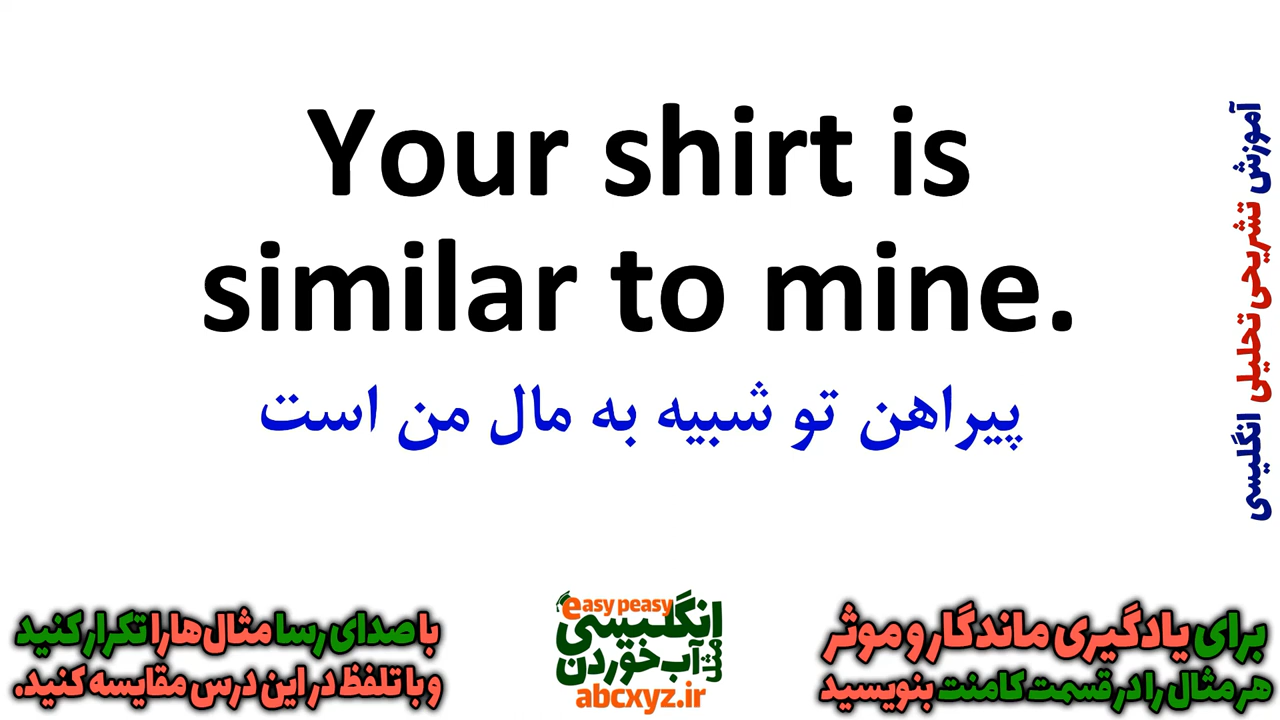 Your shirt is
similar to mine.
پیراهن تو شبیه به مال من است
آموزش تشریحی تحلیلی انگلیسی
برای یادگیری ماندگار و موثر
هر مثال را در قسمت کامنت بنویسید
easy peasy
انگلیسی
مثل آب خوردن
abcxyz.ir
با صدای رسا مثال‌ها را تکرار کنید
و با تلفظ در این درس مقایسه کنید.